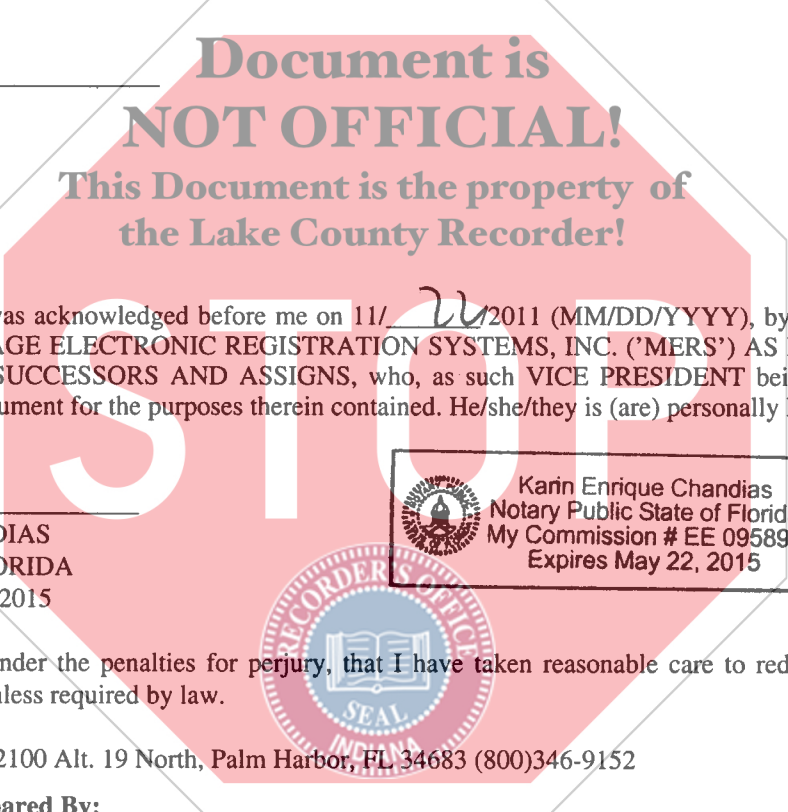 Document is
NOT OFFICIAL!
This Document is the property of
the Lake County Recorder!
was acknowledged before me on 11/ 22/2011 (MM/DD/YYYY), by
AGE ELECTRONIC REGISTRATION SYSTEMS, INC. ('MERS') AS
SUCCESSORS AND ASSIGNS, who, as such VICE PRESIDENT bei
ument for the purposes therein contained. He/she/they is (are) personally
STOP
Karin Enrique Chandias
Notary Public State of Florid
My Commission # EE 09589
Expires May 22, 2015
DIAS
ORIDA
2015
RECORDER'S OFFICE
SEAL
INDIANA
nder the penalties for perjury, that I have taken reasonable care to red
nless required by law.
2100 Alt. 19 North, Palm Harbor, FL 34683 (800)346-9152
pared By: